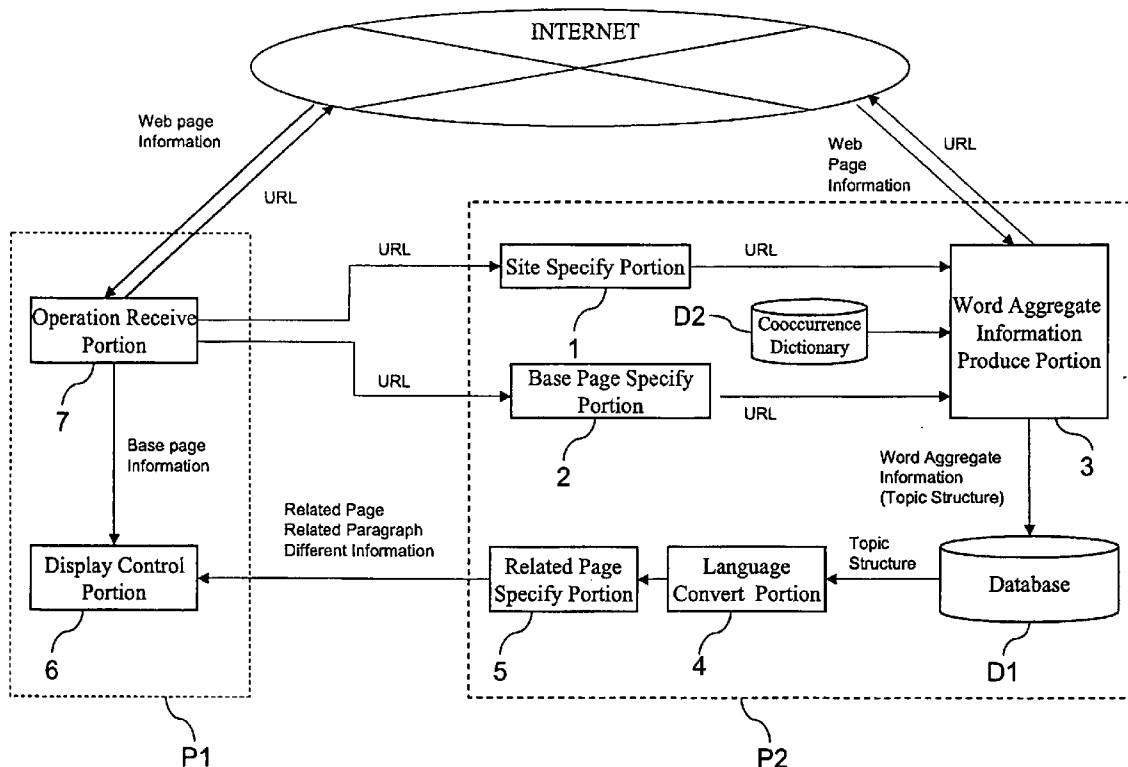 INTERNET
Web page
Information
URL
Web
Page
Information
URL
URL
Site Specify Portion
URL
1
Operation Receive
Portion
7
D2
Cooccurrence
Dictionary
Word Aggregate
Information
Produce Portion
3
URL
Base Page Specify
Portion
URL
2
Base page
Information
Word Aggregate
Information
(Topic Structure)
Related Page
Related Paragraph
Different Information
Display Control
Portion
6
Related Page
Specify Portion
5
Language
Convert Portion
4
Topic
Structure
Database
D1
P1
P2